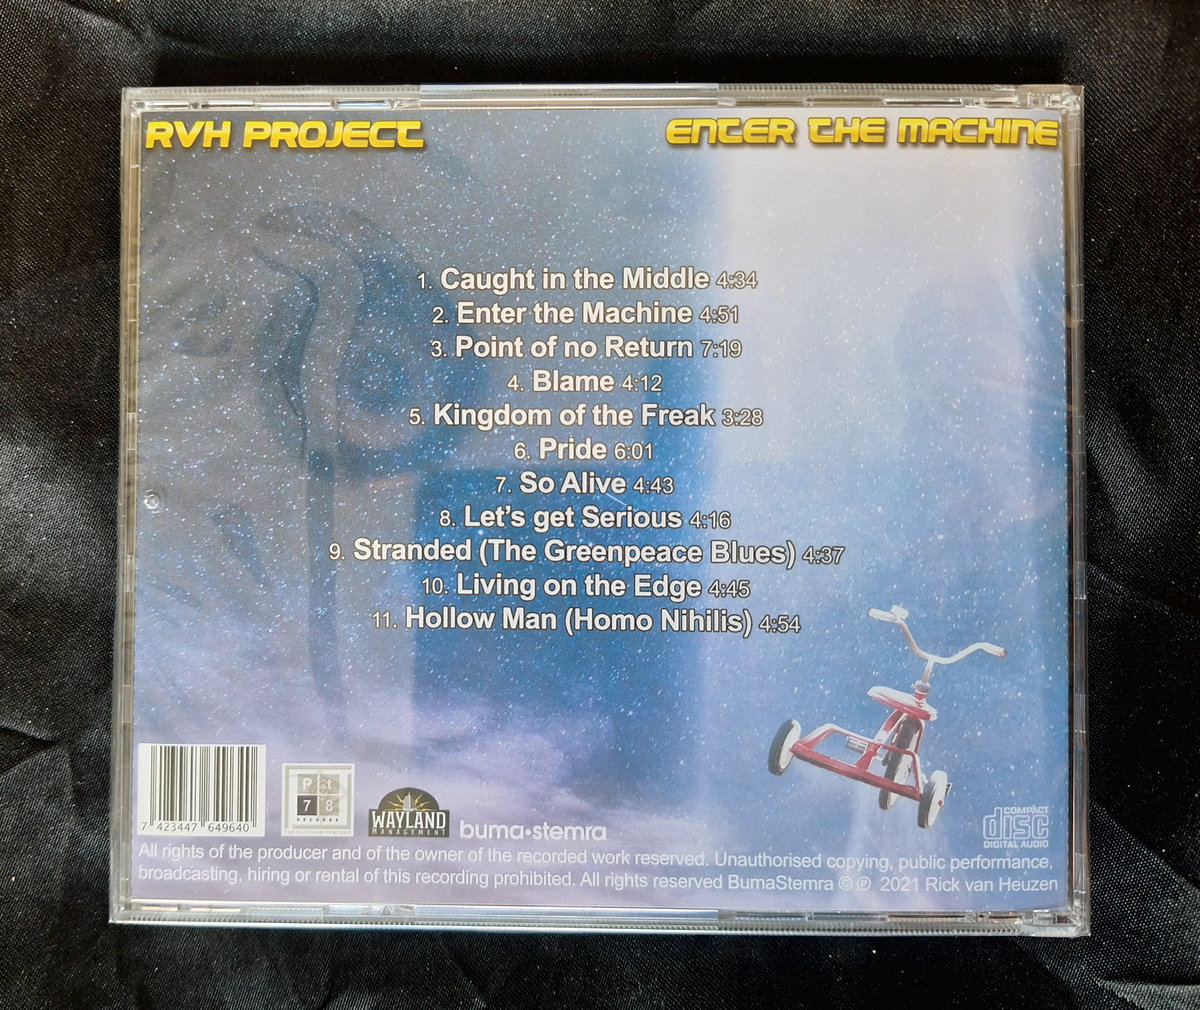 RVH PROJECT
ENTER THE MACHINE
1. Caught in the Middle 4:34
2. Enter the Machine 4:51
3. Point of no Return 7:19
4. Blame 4:12
5. Kingdom of the Freak 3:28
6. Pride 6:01
7. So Alive 4:43
8. Let's get Serious 4:16
9. Stranded (The Greenpeace Blues) 4:37
10. Living on the Edge 4:45
11. Hollow Man (Homo Nihilis) 4:54
7 423447 649640
P t
7 8
RECORDS
THE PLATINUM COMPANY
WAYLAND
MANAGEMENT
buma•stemra
COMPACT
disc
DIGITAL AUDIO
All rights of the producer and of the owner of the recorded work reserved. Unauthorised copying, public performance,
broadcasting, hiring or rental of this recording prohibited. All rights reserved BumaStemra ©℗ 2021 Rick van Heuzen